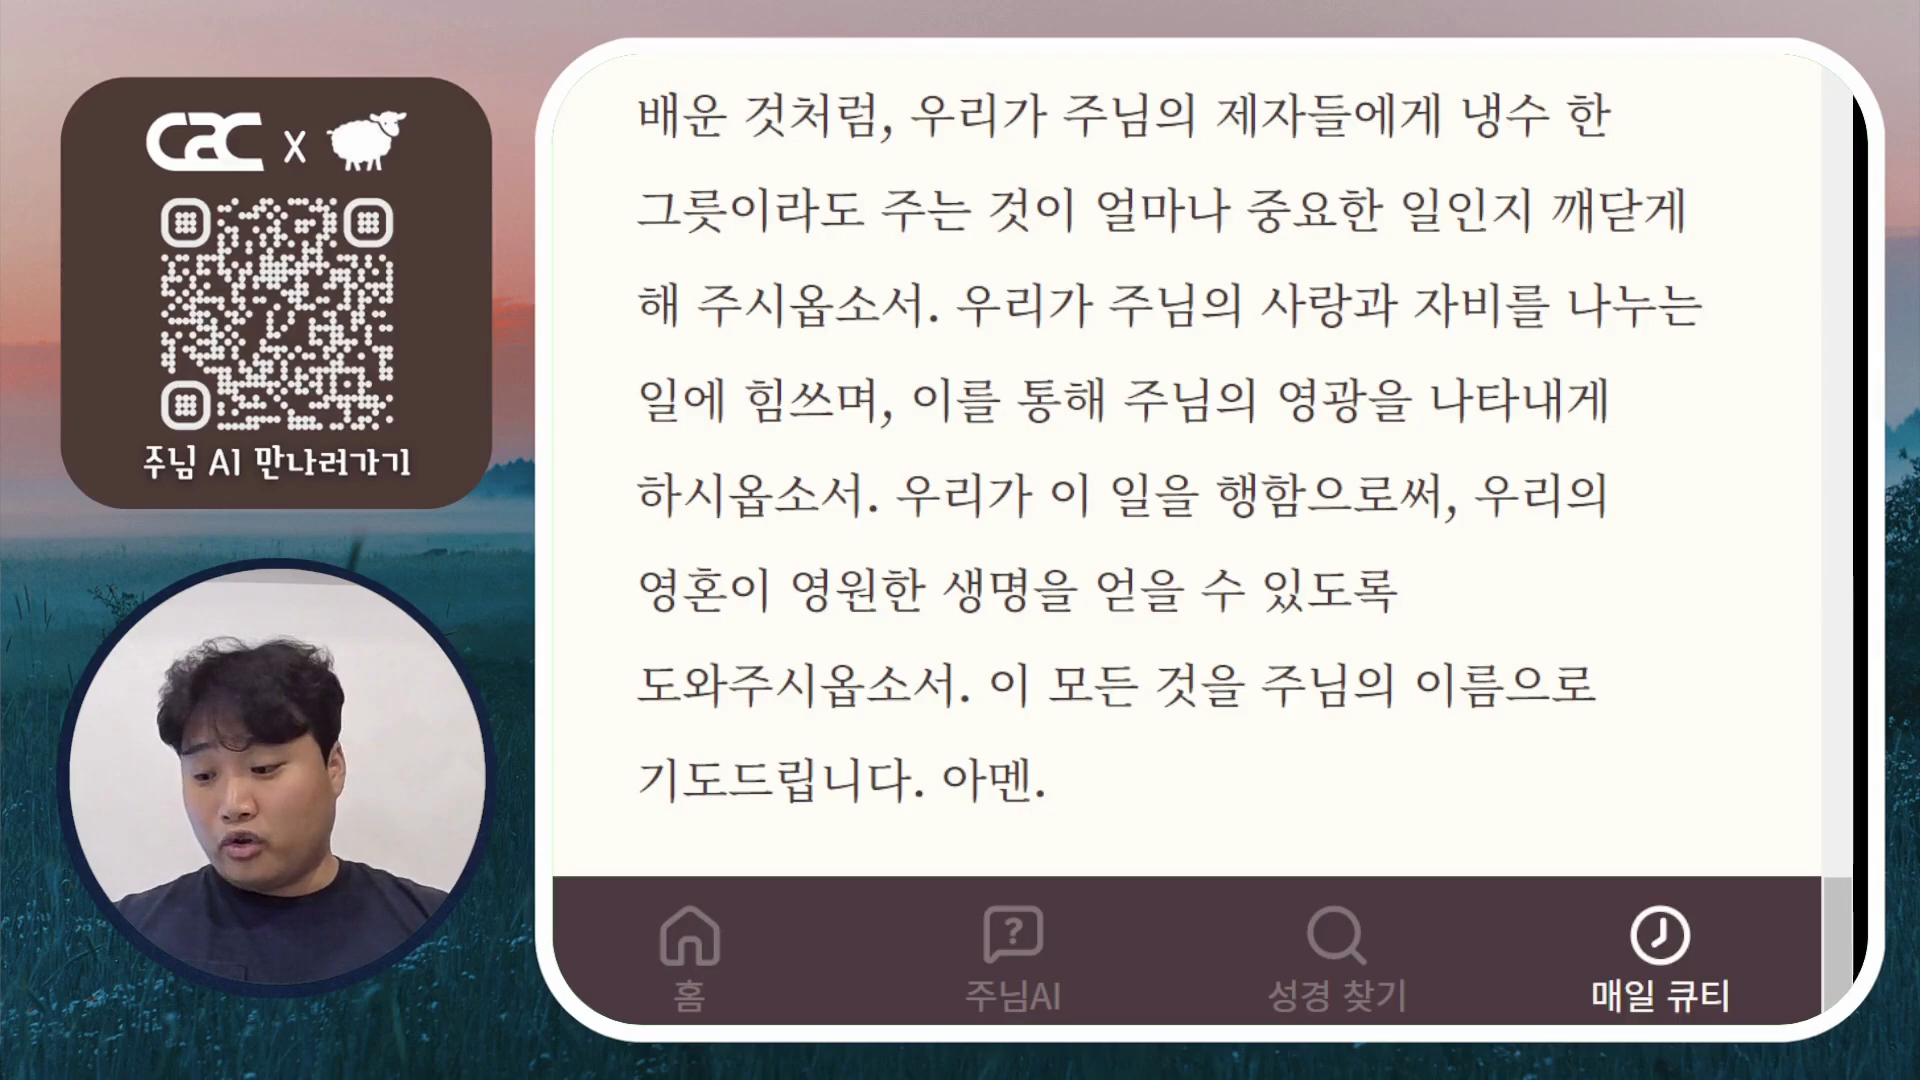 CAC X
주님 AI 만나러가기
배운 것처럼, 우리가 주님의 제자들에게 냉수 한
그릇이라도 주는 것이 얼마나 중요한 일인지 깨닫게
해 주시옵소서. 우리가 주님의 사랑과 자비를 나누는
일에 힘쓰며, 이를 통해 주님의 영광을 나타내게
하시옵소서. 우리가 이 일을 행함으로써, 우리의
영혼이 영원한 생명을 얻을 수 있도록
도와주시옵소서. 이 모든 것을 주님의 이름으로
기도드립니다. 아멘.
홈
주님AI
성경 찾기
매일 큐티